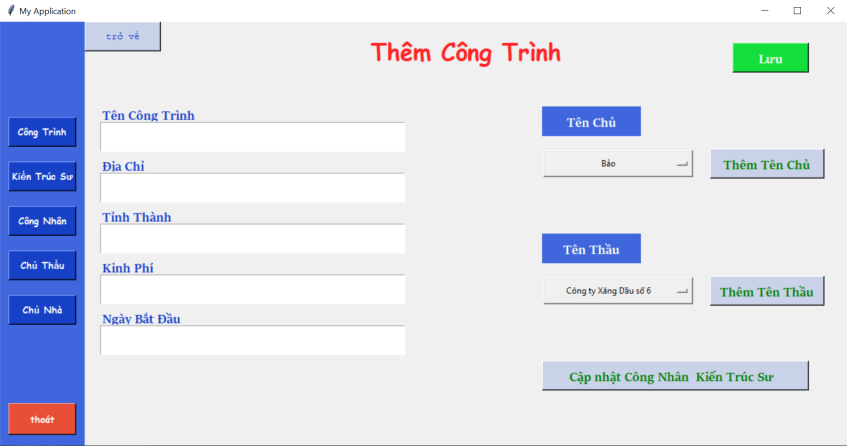 My Application
trở về
Thêm Công Trình
Lưu
Công Trình
Kiến Trúc Sư
Công Nhân
Chủ Thầu
Chủ Nhà
thoát
Tên Công Trình
Địa Chỉ
Tỉnh Thành
Kinh Phí
Ngày Bắt Đầu
Tên Chủ
Bảo
Thêm Tên Chủ
Tên Thầu
Công ty Xăng Dầu số 6
Thêm Tên Thầu
Cập nhật Công Nhân Kiến Trúc Sư